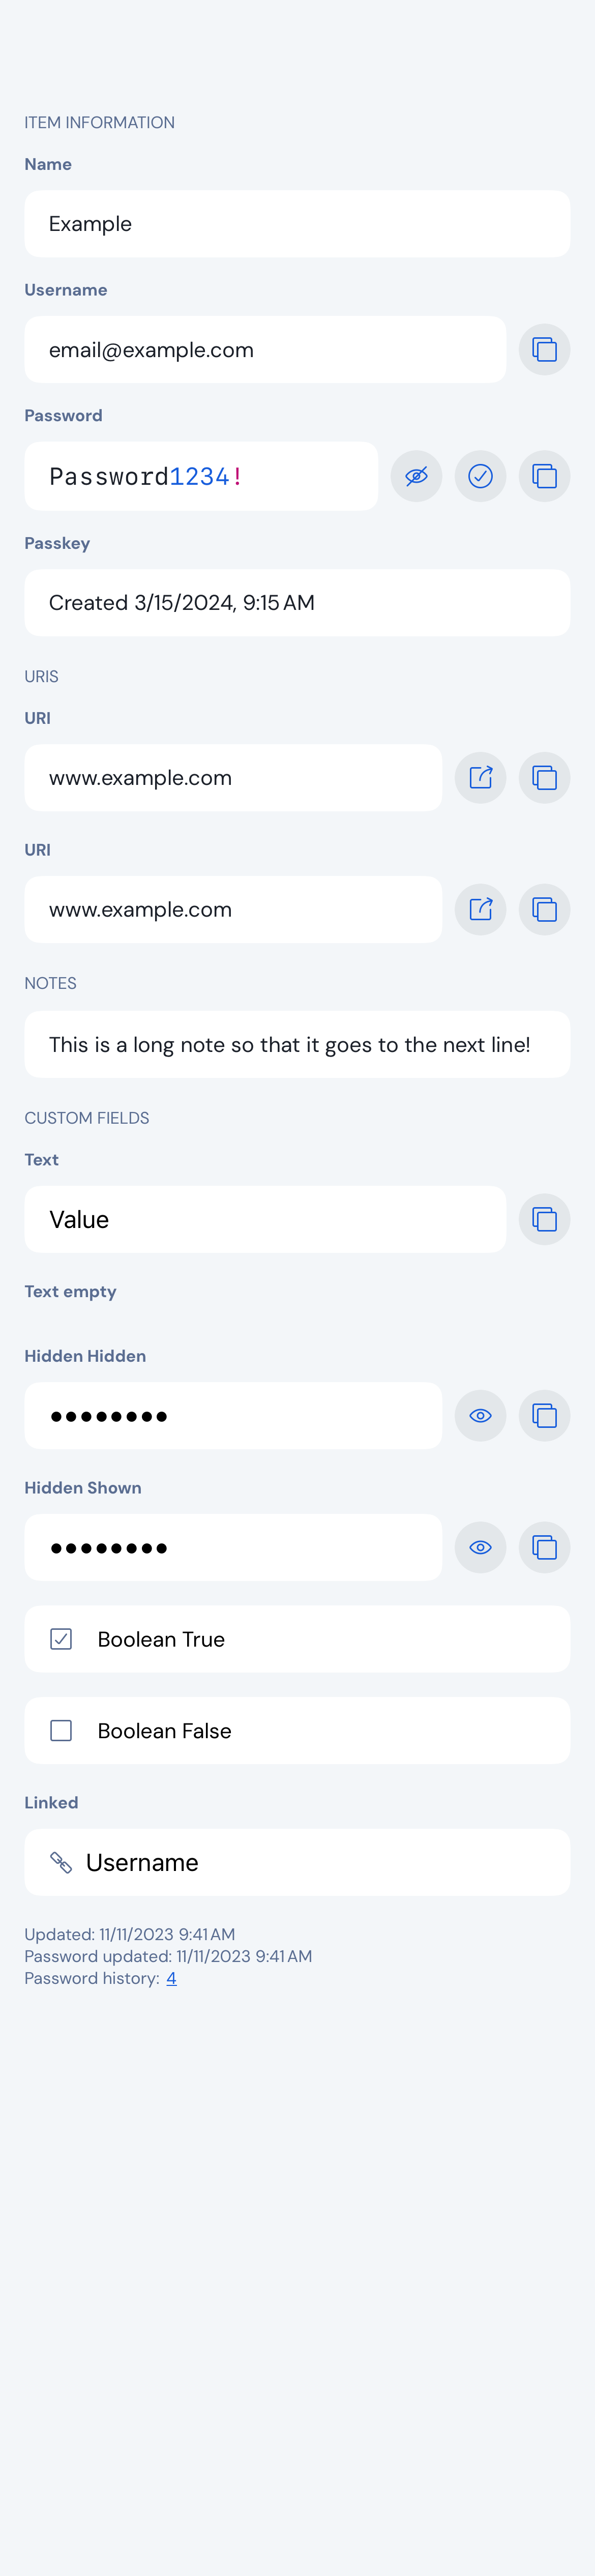 ITEM INFORMATION
Name
Example
Username
email@example.com
Password
Password1234!
Passkey
Created 3/15/2024, 9:15 AM
URIS
URI
www.example.com
URI
www.example.com
NOTES
This is a long note so that it goes to the next line!
CUSTOM FIELDS
Text
Value
Text empty
Hidden Hidden
••••••••
Hidden Shown
••••••••
Boolean True
Boolean False
Linked
Username
Updated: 11/11/2023 9:41 AM
Password updated: 11/11/2023 9:41 AM
Password history: 4